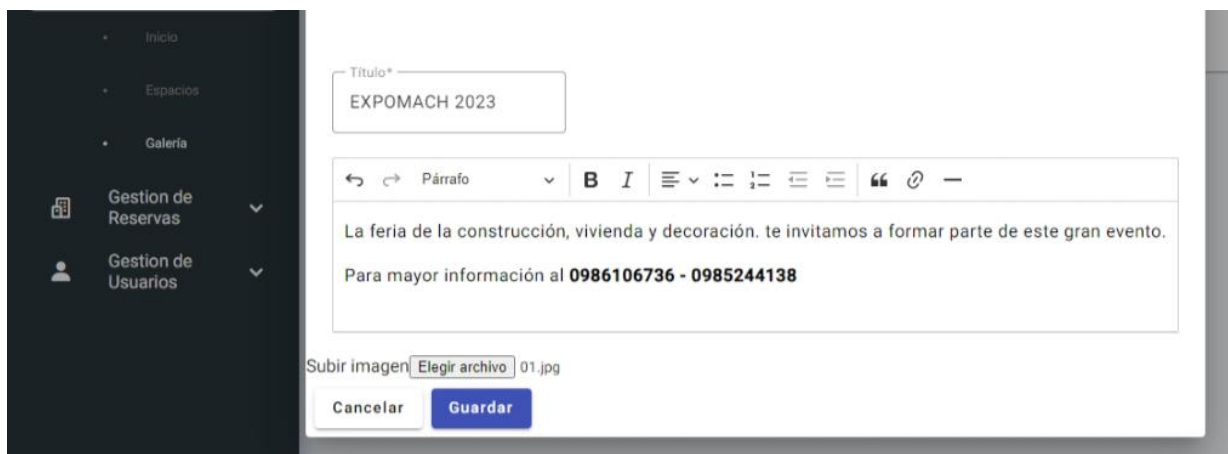 Inicio
Espacios
Galería
Gestion de
Reservas
Gestion de
Usuarios
Título*
EXPOMACH 2023
Párrafo
B I
La feria de la construcción, vivienda y decoración. te invitamos a formar parte de este gran evento.
Para mayor información al 0986106736 - 0985244138
Subir imagen Elegir archivo 01.jpg
Cancelar Guardar